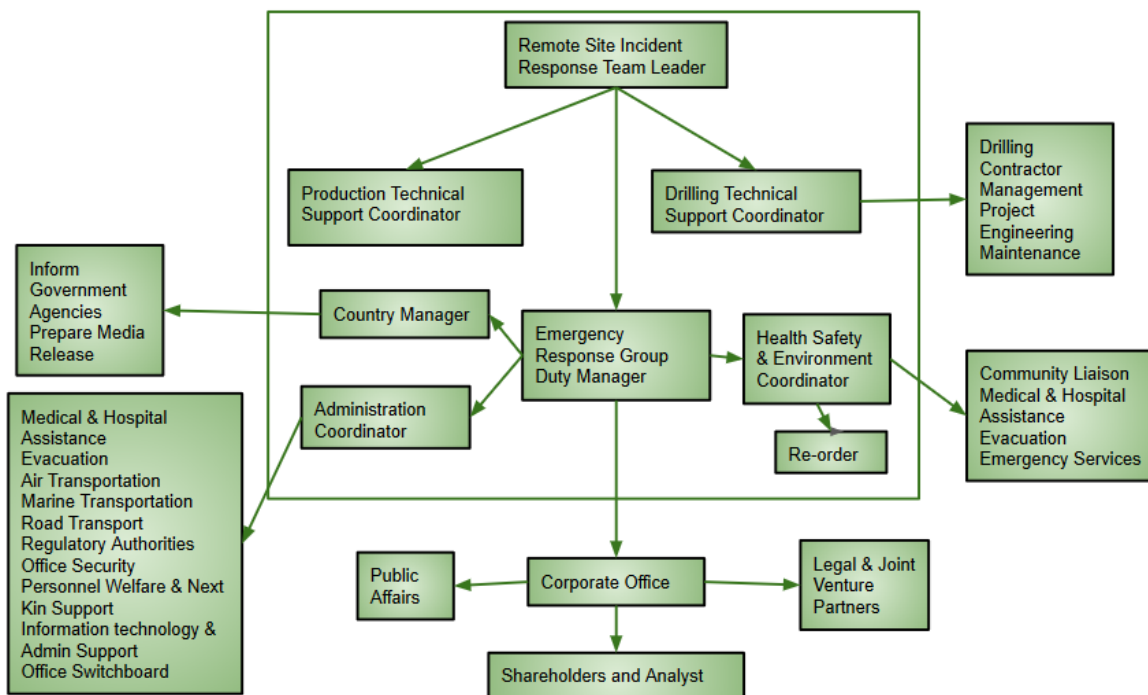 Remote Site Incident
Response Team Leader
Production Technical
Support Coordinator
Drilling Technical
Support Coordinator
Drilling
Contractor
Management
Project
Engineering
Maintenance
Inform
Government
Agencies
Prepare Media
Release
Country Manager
Emergency
Response Group
Duty Manager
Health Safety
& Environment
Coordinator
Community Liaison
Medical & Hospital
Assistance
Evacuation
Emergency Services
Administration
Coordinator
Re-order
Medical & Hospital
Assistance
Evacuation
Air Transportation
Marine Transportation
Road Transport
Regulatory Authorities
Office Security
Personnel Welfare & Next
Kin Support
Information technology &
Admin Support
Office Switchboard
Public
Affairs
Corporate Office
Legal & Joint
Venture
Partners
Shareholders and Analyst